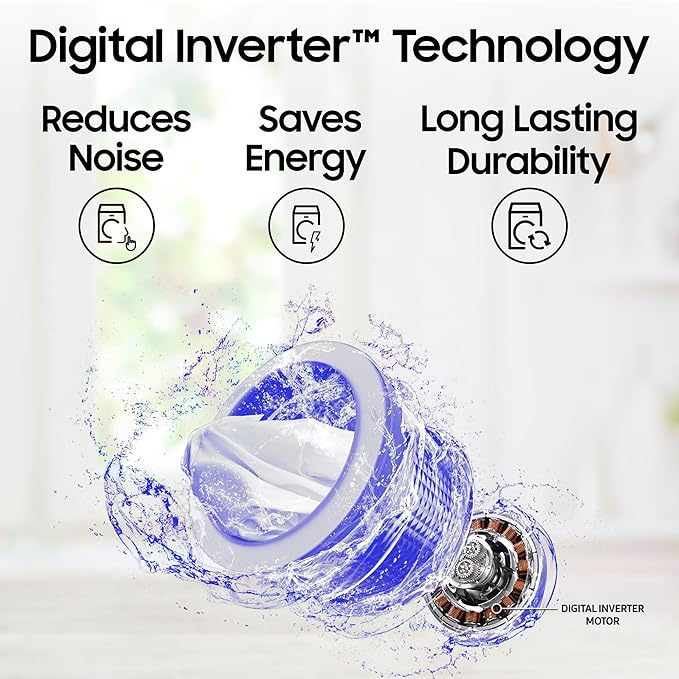 Digital Inverter™ Technology
Reduces
Noise
Saves
Energy
Long Lasting
Durability
DIGITAL INVERTER
MOTOR